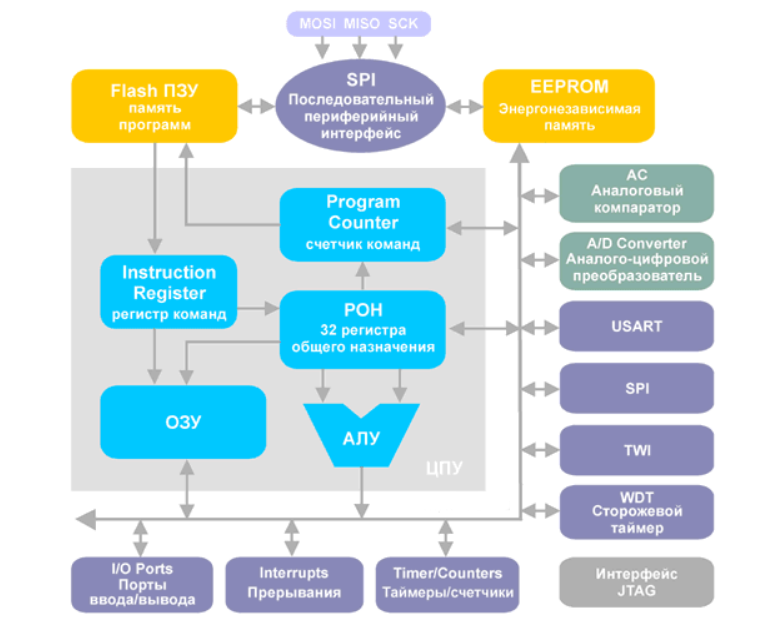 MOSI MISO SCK
SPI
Последовательный
периферийный
интерфейс
Flash ПЗУ
память
программ
EEPROM
Энергонезависимая
память
Program
Counter
счетчик команд
Instruction
Register
регистр команд
РОН
32 регистра
общего назначения
ОЗУ
АЛУ
ЦПУ
AC
Аналоговый
компаратор
A/D Converter
Аналого-цифровой
преобразователь
USART
SPI
TWI
WDT
Сторожевой
таймер
I/O Ports
Порты
ввода/вывода
Interrupts
Прерывания
Timer/Counters
Таймеры/счетчики
Интерфейс
JTAG